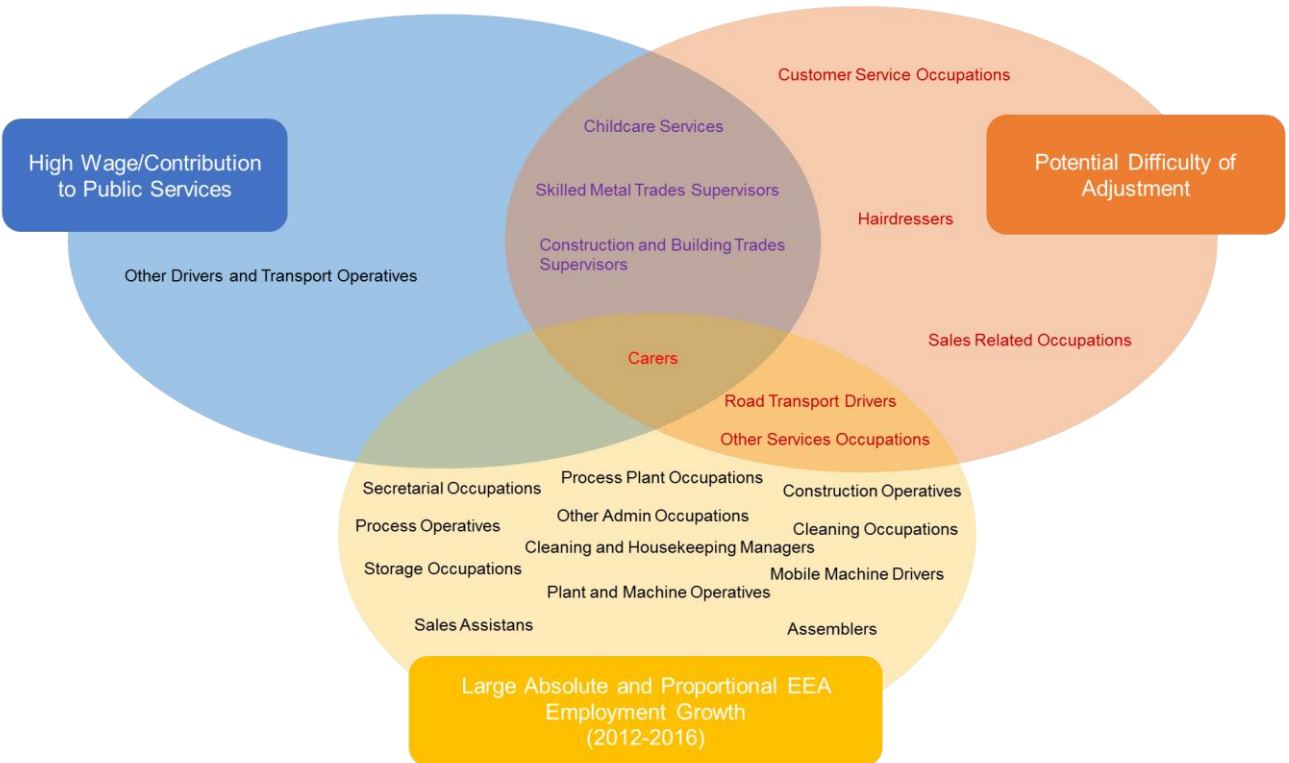 Customer Service Occupations
Childcare Services
High Wage/Contribution
to Public Services
Potential Difficulty of
Adjustment
Skilled Metal Trades Supervisors
Hairdressers
Construction and Building Trades
Supervisors
Other Drivers and Transport Operatives
Sales Related Occupations
Carers
Road Transport Drivers
Other Services Occupations
Secretarial Occupations
Process Plant Occupations
Construction Operatives
Process Operatives
Other Admin Occupations
Cleaning Occupations
Cleaning and Housekeeping Managers
Storage Occupations
Mobile Machine Drivers
Plant and Machine Operatives
Sales Assistans
Assemblers
Large Absolute and Proportional EEA
Employment Growth
(2012-2016)